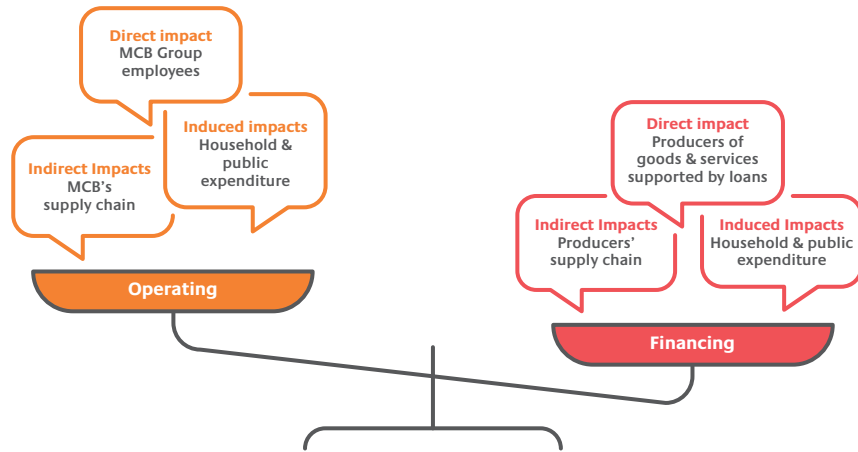 Direct impact
MCB Group
employees
Induced impacts
Household &
public
expenditure
Indirect Impacts
MCB's
supply chain
Operating
Direct impact
Producers of
goods & services
supported by loans
Indirect Impacts
Producers'
supply chain
Induced Impacts
Household & public
expenditure
Financing